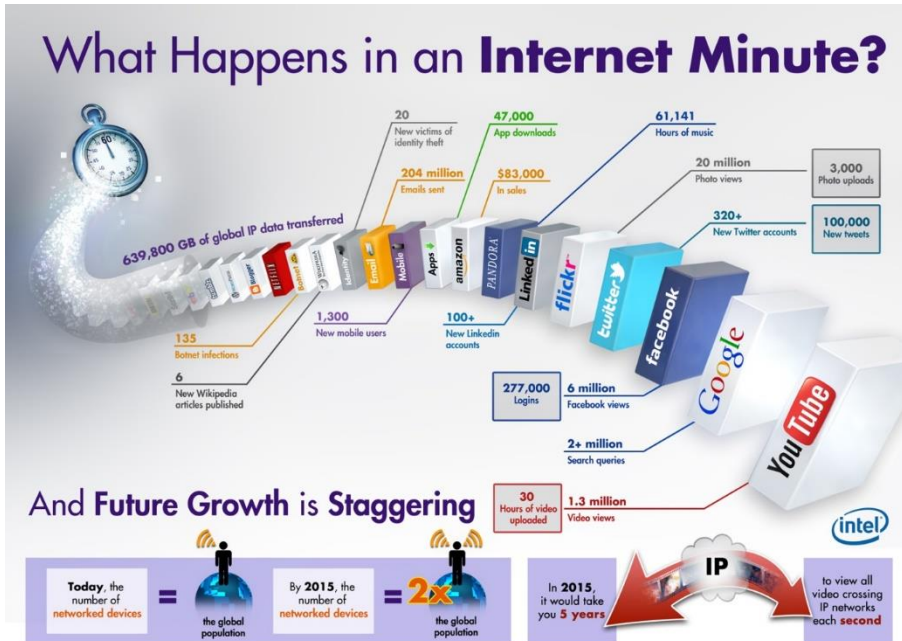 What Happens in an Internet Minute?
60
639,800 GB of global IP data transferred
20
New victims of
identity theft
47,000
App downloads
61,141
Hours of music
204 million
Emails sent
$83,000
In sales
20 million
Photo views
3,000
Photo uploads
320+
New Twitter accounts
100,000
New tweets
NETFLIX
Botnet
Identity
Email
Mobile
Apps
amazon
PANDORA
Linked in
flickr
twitter
facebook
Google
YouTube
135
Botnet infections
6
New Wikipedia
articles published
1,300
New mobile users
100+
New Linkedin
accounts
277,000
Logins
6 million
Facebook views
2+ million
Search queries
30
Hours of video
uploaded
1.3 million
Video views
And Future Growth is Staggering
intel
Today, the
number of
networked devices
=
the global
population
By 2015, the
number of
networked devices
=
2x
the global
population
In 2015,
it would take
you 5 years
IP
to view all
video crossing
IP networks
each second